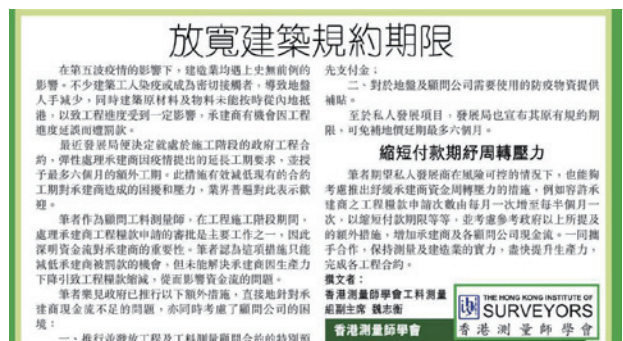 放寬建築規約期限
在第五波疫情的影響下，建造業均遇上史無前例的
影響。不少建築工人染疫或成為密切接觸者，導致地盤
人手減少，同時建築原材料及物料未能按時從內地抵
港，以致工程進度受到一定影響，承建商有機會因工程
進度延誤而遭罰款。
最近發展局便決定就處於施工階段的政府工程合
約，彈性處理承建商因疫情提出的延長工期要求，並授
予最多六個月的額外工期。此措施有效減低現有的合約
工期對承建商造成的困擾和壓力，業界普遍對此表示歡
迎。
筆者作為顧問工料測量師，在工程施工階段期間，
處理承建商工程糧款申請的審批是主要工作之一，因此
深明資金流對承建商的重要性。筆者認為這項措施只能
減低承建商被罰款的機會，但未能解決承建商因生產力
下降引致工程糧款縮減，從而影響資金流的問題。
筆者樂見政府已推行以下額外措施，直接地針對承
建商現金流不足的問題，亦同時考慮了顧問公司的困
境：
一、推行並發放工程及工料測量顧問合約的特別預
先支付金；
二、對於地盤及顧問公司需要使用的防疫物資提供
補貼。
至於私人發展項目，發展局也宣布其原有規約期
限，可免補地價延期最多六個月。
縮短付款期紓周轉壓力
筆者期望私人發展商在風險可控的情況下，也能夠
考慮推出紓緩承建商資金周轉壓力的措施，例如容許承
建商之工程糧款申請次數由每月一次增至每半個月一
次，以縮短付款期限等等，並考慮參考政府以上所提及
的額外措施，增加承建商及各顧問公司現金流。一同攜
手合作，保持測量及建造業的實力，盡快提升生產力，
完成各工程合約。
撰文者：
香港測量師學會工料測量
組副主席 魏志衡
香港測量師學會
THE HONG KONG INSTITUTE OF
SURVEYORS
香港測量師學會